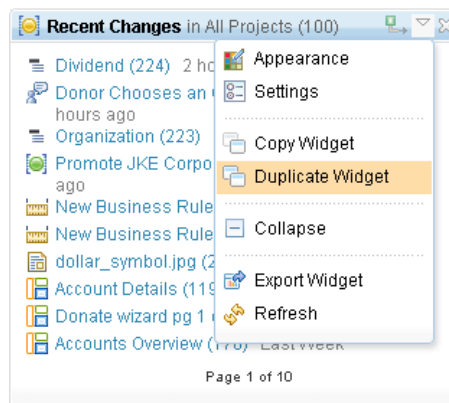 Recent Changes in All Projects (100)
Dividend (224) 2 ho
Donor Chooses an
hours ago
Organization (223)
Promote JKE Corpo
ago
New Business Rule
New Business Rule
dollar_symbol.jpg (2
Account Details (119
Donate wizard pg 1
Accounts Overview (178) Last Week
Page 1 of 10
Appearance
Settings
Copy Widget
Duplicate Widget
Collapse
Export Widget
Refresh